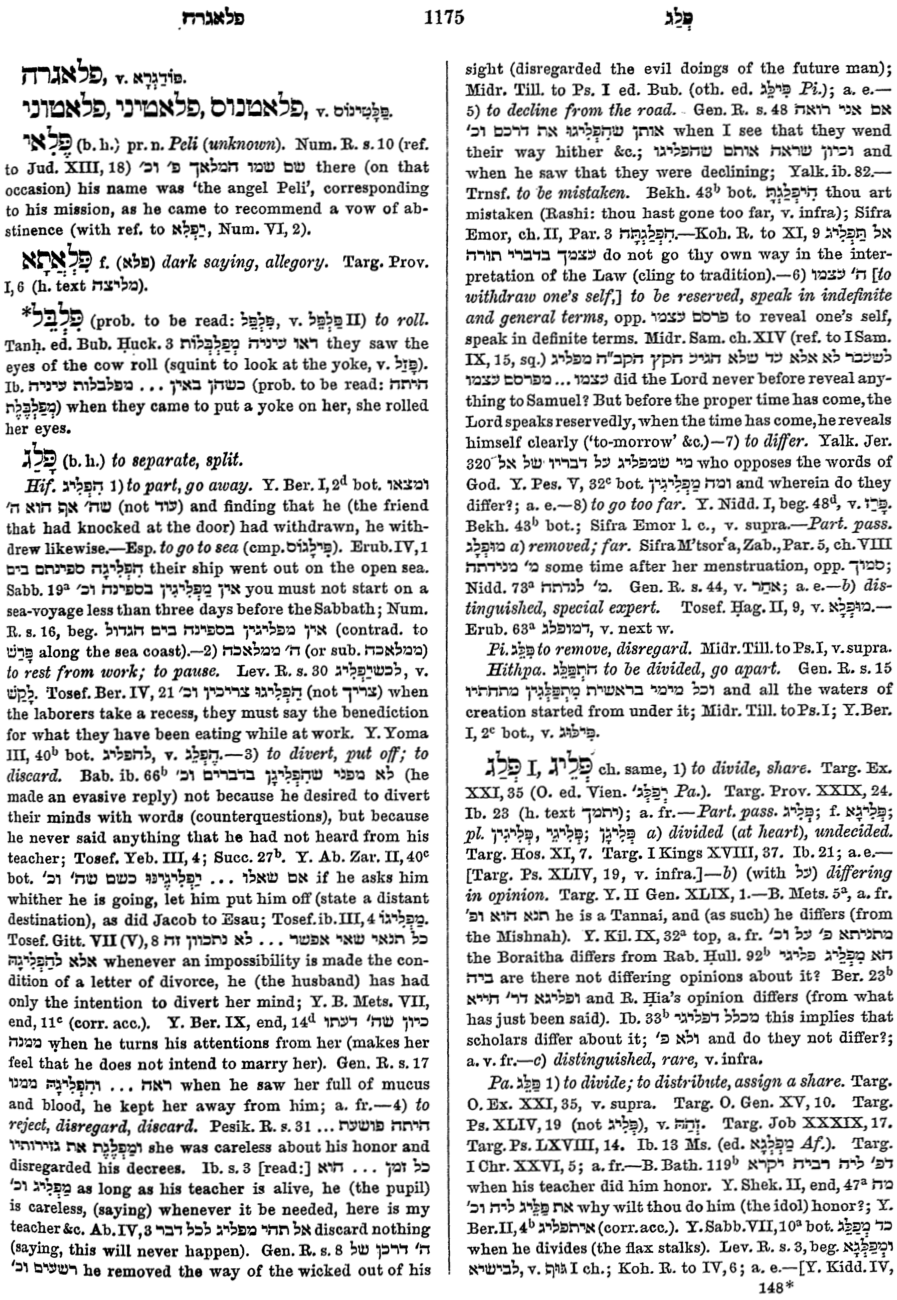 פלאגרה
1175
פְּלַג
פלאגרה, v. פּוֹדַגְרָא.
פלאטנוס, פלאטיני, פלאטוני, v. פַּלָּטִינוֹס.
פֶּלְאִי (b. h.) pr. n. Peli (unknown). Num. R. s. 10 (ref.
to Jud. XIII, 18) שם שמו המלאך פ׳ וכ׳ there (on that
occasion) his name was 'the angel Peli', corresponding
to his mission, as he came to recommend a vow of ab-
stinence (with ref. to יַפְלִא, Num. VI, 2).
פְּלְאֲתָא f. (פלא) dark saying, allegory. Targ. Prov.
I, 6 (h. text מליצה).
*פְּלְבֵּל (prob. to be read: פִּלְפֵּל, v. פִּלְפֵּל II) to roll.
Tanḥ. ed. Bub. Ḥuck. 3 ראו עיניה מְפַלְבְּלוֹת they saw the
eyes of the cow roll (squint to look at the yoke, v. פָּזַל).
Ib. כשהן באין ... מפלבלות עיניה (prob. to be read: היתה
מְפַלְבֶּלֶת) when they came to put a yoke on her, she rolled
her eyes.
פָּלַג (b. h.) to separate, split.
Hif. הִפְלִיג 1) to part, go away. Y. Ber. I, 2d bot. ומצאו
שה׳ אף הוא ה׳ (not עוד) and finding that he (the friend
that had knocked at the door) had withdrawn, he with-
drew likewise.—Esp. to go to sea (cmp. פִּילָגוֹס). Erub. IV, 1
הִפְלִיגָה ספינתם בים their ship went out on the open sea.
Sabb. 19a אין מַפְלִיגִין בספינה וכ׳ you must not start on a
sea-voyage less than three days before the Sabbath; Num.
R. s. 16, beg. אין מפליגין בספינה בים הגדול (contrad. to
פָּרַשׁ along the sea coast).—2) ה׳ ממלאכה (or sub. ממלאכה)
to rest from work; to pause. Lev. R. s. 30 לכשיַפְלִיג, v.
לָקַשׁ. Tosef. Ber. IV, 21 הִפְלִיגוּ צריכין וכ׳ (not צריך) when
the laborers take a recess, they must say the benediction
for what they have been eating while at work. Y. Yoma
III, 40b bot. להפליג, v. הֶפְלֵג.—3) to divert, put off; to
discard. Bab. ib. 66b לא מפני שהִפְלִיגָן בדברים וכ׳ (he
made an evasive reply) not because he desired to divert
their minds with words (counterquestions), but because
he never said anything that he had not heard from his
teacher; Tosef. Yeb. III, 4; Succ. 27b. Y. Ab. Zar. II, 40c
bot. אם שאלו ... יַפְלִיגֶינּוּ כשם שה׳ וכ׳ if he asks him
whither he is going, let him put him off (state a distant
destination), as did Jacob to Esau; Tosef. ib. III, 4 מַפְלִיגוֹ.
Tosef. Gitt. VII (V), 8 כל תנאי שאי אפשר ... לא נתכוון זה
אלא לְהַפְלִיגָהּ whenever an impossibility is made the con-
dition of a letter of divorce, he (the husband) has had
only the intention to divert her mind; Y. B. Mets. VII,
end, 11c (corr. acc.). Y. Ber. IX, end, 14d כיון שה׳ דעתו
ממנה when he turns his attentions from her (makes her
feel that he does not intend to marry her). Gen. R. s. 17
ראה ... והִפְלִיגָהּ ממנו when he saw her full of mucus
and blood, he kept her away from him; a. fr.—4) to
reject, disregard, discard. Pesik. R. s. 31 ... היתה פושעת
ומַפְלֶגֶת את גזירותיו she was careless about his honor and
disregarded his decrees. Ib. s. 3 [read:] כל זמן ... הוא
מַפְלִיג וכ׳ as long as his teacher is alive, he (the pupil)
is careless, (saying) whenever it be needed, here is my
teacher &c. Ab. IV, 3 אל תהי מפליג לכל דבר discard nothing
(saying, this will never happen). Gen. R. s. 8 ה׳ דרכן של
רשעים וכ׳ he removed the way of the wicked out of his
sight (disregarded the evil doings of the future man);
Midr. Till. to Ps. I ed. Bub. (oth. ed. פִּילֵּג Pi.); a. e.—
5) to decline from the road. Gen. R. s. 48 אם אני רואה
אותן שהִפְלִיגוּ את דרכם וכ׳ when I see that they wend
their way hither &c.; וכיון שראה אותם שהפליגו and
when he saw that they were declining; Yalk. ib. 82.—
Trnsf. to be mistaken. Bekh. 43b bot. הִיפְלַגְתָּ thou art
mistaken (Rashi: thou hast gone too far, v. infra); Sifra
Emor, ch. II, Par. 3 הִפְלַגְתָּה.—Koh. R. to XI, 9 אל תַּפְלִיג
עצמך בדברי תורה do not go thy own way in the inter-
pretation of the Law (cling to tradition).—6) ה׳ עצמו [to
withdraw one's self,] to be reserved, speak in indefinite
and general terms, opp. פרסם עצמו to reveal one's self,
speak in definite terms. Midr. Sam. ch. XIV (ref. to I Sam.
IX, 15, sq.) לשעבר לא אלא עד שלא הגיע הקץ הקב״ה מפליג
עצמו ... מפרסם עצמו did the Lord never before reveal any-
thing to Samuel? But before the proper time has come, the
Lord speaks reservedly, when the time has come, he reveals
himself clearly ('to-morrow' &c.)—7) to differ. Yalk. Jer.
320 מי שמפליג על דבריו של אל who opposes the words of
God. Y. Pes. V, 32c bot. ומה מַפְלִיגִין and wherein do they
differ?; a. e.—8) to go too far. Y. Nidd. I, beg. 48d, v. פָּרַז.
Bekh. 43b bot.; Sifra Emor l. c., v. supra.—Part. pass.
מוּפְלָג a) removed; far. Sifra M'tsor'a, Zab., Par. 5, ch. VIII
מ׳ מנידתה some time after her menstruation, opp. סמוך;
Nidd. 73a מ׳ לנדתה. Gen. R. s. 44, v. אַחַר; a. e.—b) dis-
tinguished, special expert. Tosef. Ḥag. II, 9, v. מוּפְלָא.—
Erub. 63a דמופלג, v. next w.
Pi. פִּלֵּג to remove, disregard. Midr. Till. to Ps. I, v. supra.
Hithpa. הִתְפַּלֵּג to be divided, go apart. Gen. R. s. 15
וכל מימי בראשית מִתְפַּלְּגִין מתחתיו and all the waters of
creation started from under it; Midr. Till. to Ps. I; Y. Ber.
I, 2c bot., v. פִּילּוּג.
פְּלַג I, פְּלֵיג ch. same, 1) to divide, share. Targ. Ex.
XXI, 35 (O. ed. Vien. יְפַלְּג׳ Pa.). Targ. Prov. XXIX, 24.
Ib. 23 (h. text יתמך); a. fr.—Part. pass. פְּלִיג; f. פְּלִיגָא;
pl. פְּלִיגִין, פְּלִיגֵי, פְּלִיגָן a) divided (at heart), undecided.
Targ. Hos. XI, 7. Targ. I Kings XVIII, 37. Ib. 21; a. e.—
[Targ. Ps. XLIV, 19, v. infra.]—b) (with על) differing
in opinion. Targ. Y. II Gen. XLIX, 1.—B. Mets. 5a, a. fr.
תנא הוא ופ׳ he is a Tannai, and (as such) he differs (from
the Mishnah). Y. Kil. IX, 32a top, a. fr. מתניתא פ׳ על וכ׳
the Boraitha differs from Rab. Ḥull. 92b הא מִפְלִיג פליגי
ביה are there not differing opinions about it? Ber. 23b
ופליגא דר׳ חייא and R. Ḥia's opinion differs (from what
has just been said). Ib. 33b מכלל דפליגי this implies that
scholars differ about it; ולא פ׳ and do they not differ?;
a. v. fr.—c) distinguished, rare, v. infra.
Pa. פַּלֵּג 1) to divide; to distribute, assign a share. Targ.
O. Ex. XXI, 35, v. supra. Targ. O. Gen. XV, 10. Targ.
Ps. XLIV, 19 (not פְּלִיג), v. זְהָה. Targ. Job XXXIX, 17.
Targ. Ps. LXVIII, 14. Ib. 13 Ms. (ed. מַפְלְגָא Af.). Targ.
I Chr. XXVI, 5; a. fr.—B. Bath. 119b דפ׳ ליה רביה יקרא
when his teacher did him honor. Y. Shek. II, end, 47a מה
את פַּלֵּיג ליה וכ׳ why wilt thou do him (the idol) honor?; Y.
Ber. II, 4b איתפליג (corr. acc.). Y. Sabb. VII, 10a bot. כד מְפַלֵּג
when he divides (the flax stalks). Lev. R. s. 3, beg. ומְפַלְּגָא
לבישרא, v. גּוּף I ch.; Koh. R. to IV, 6; a. e.—[Y. Kidd. IV,
148*